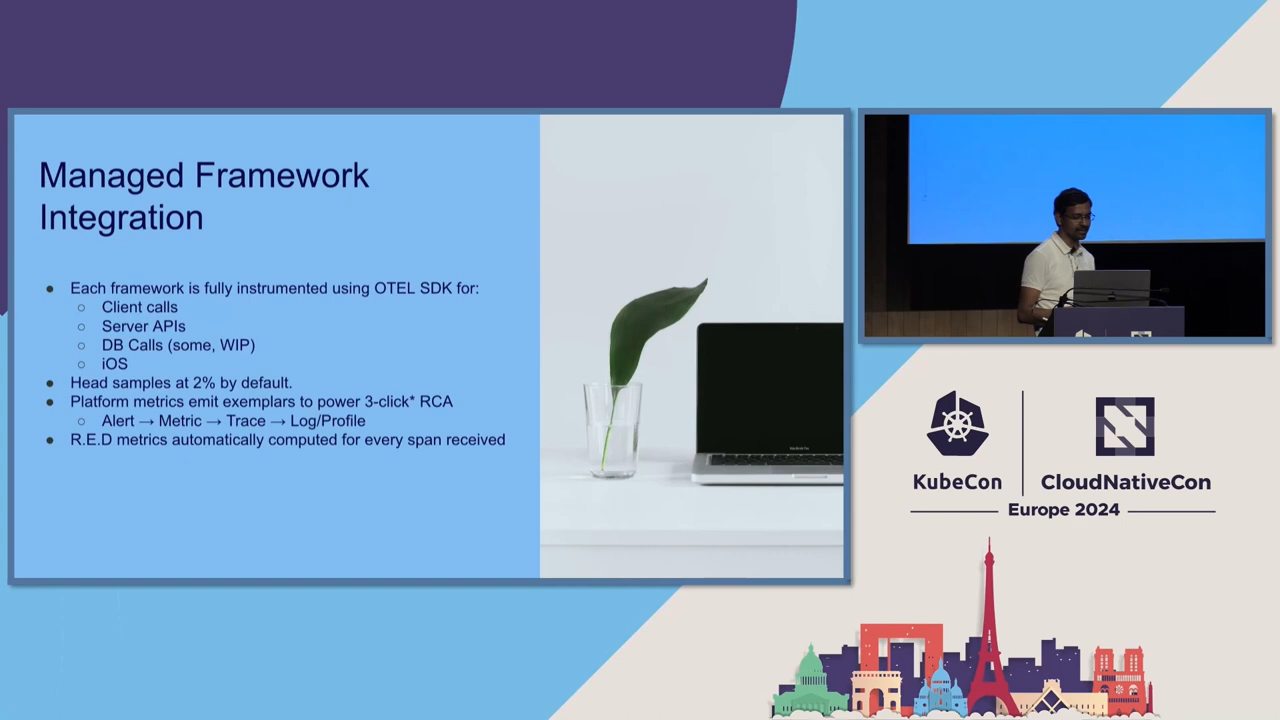 Managed Framework
Integration
● Each framework is fully instrumented using OTEL SDK for:
○ Client calls
○ Server APIs
○ DB Calls (some, WIP)
○ iOS
● Head samples at 2% by default.
● Platform metrics emit exemplars to power 3-click* RCA
○ Alert → Metric → Trace → Log/Profile
● R.E.D metrics automatically computed for every span received
KubeCon
CloudNativeCon
Europe 2024